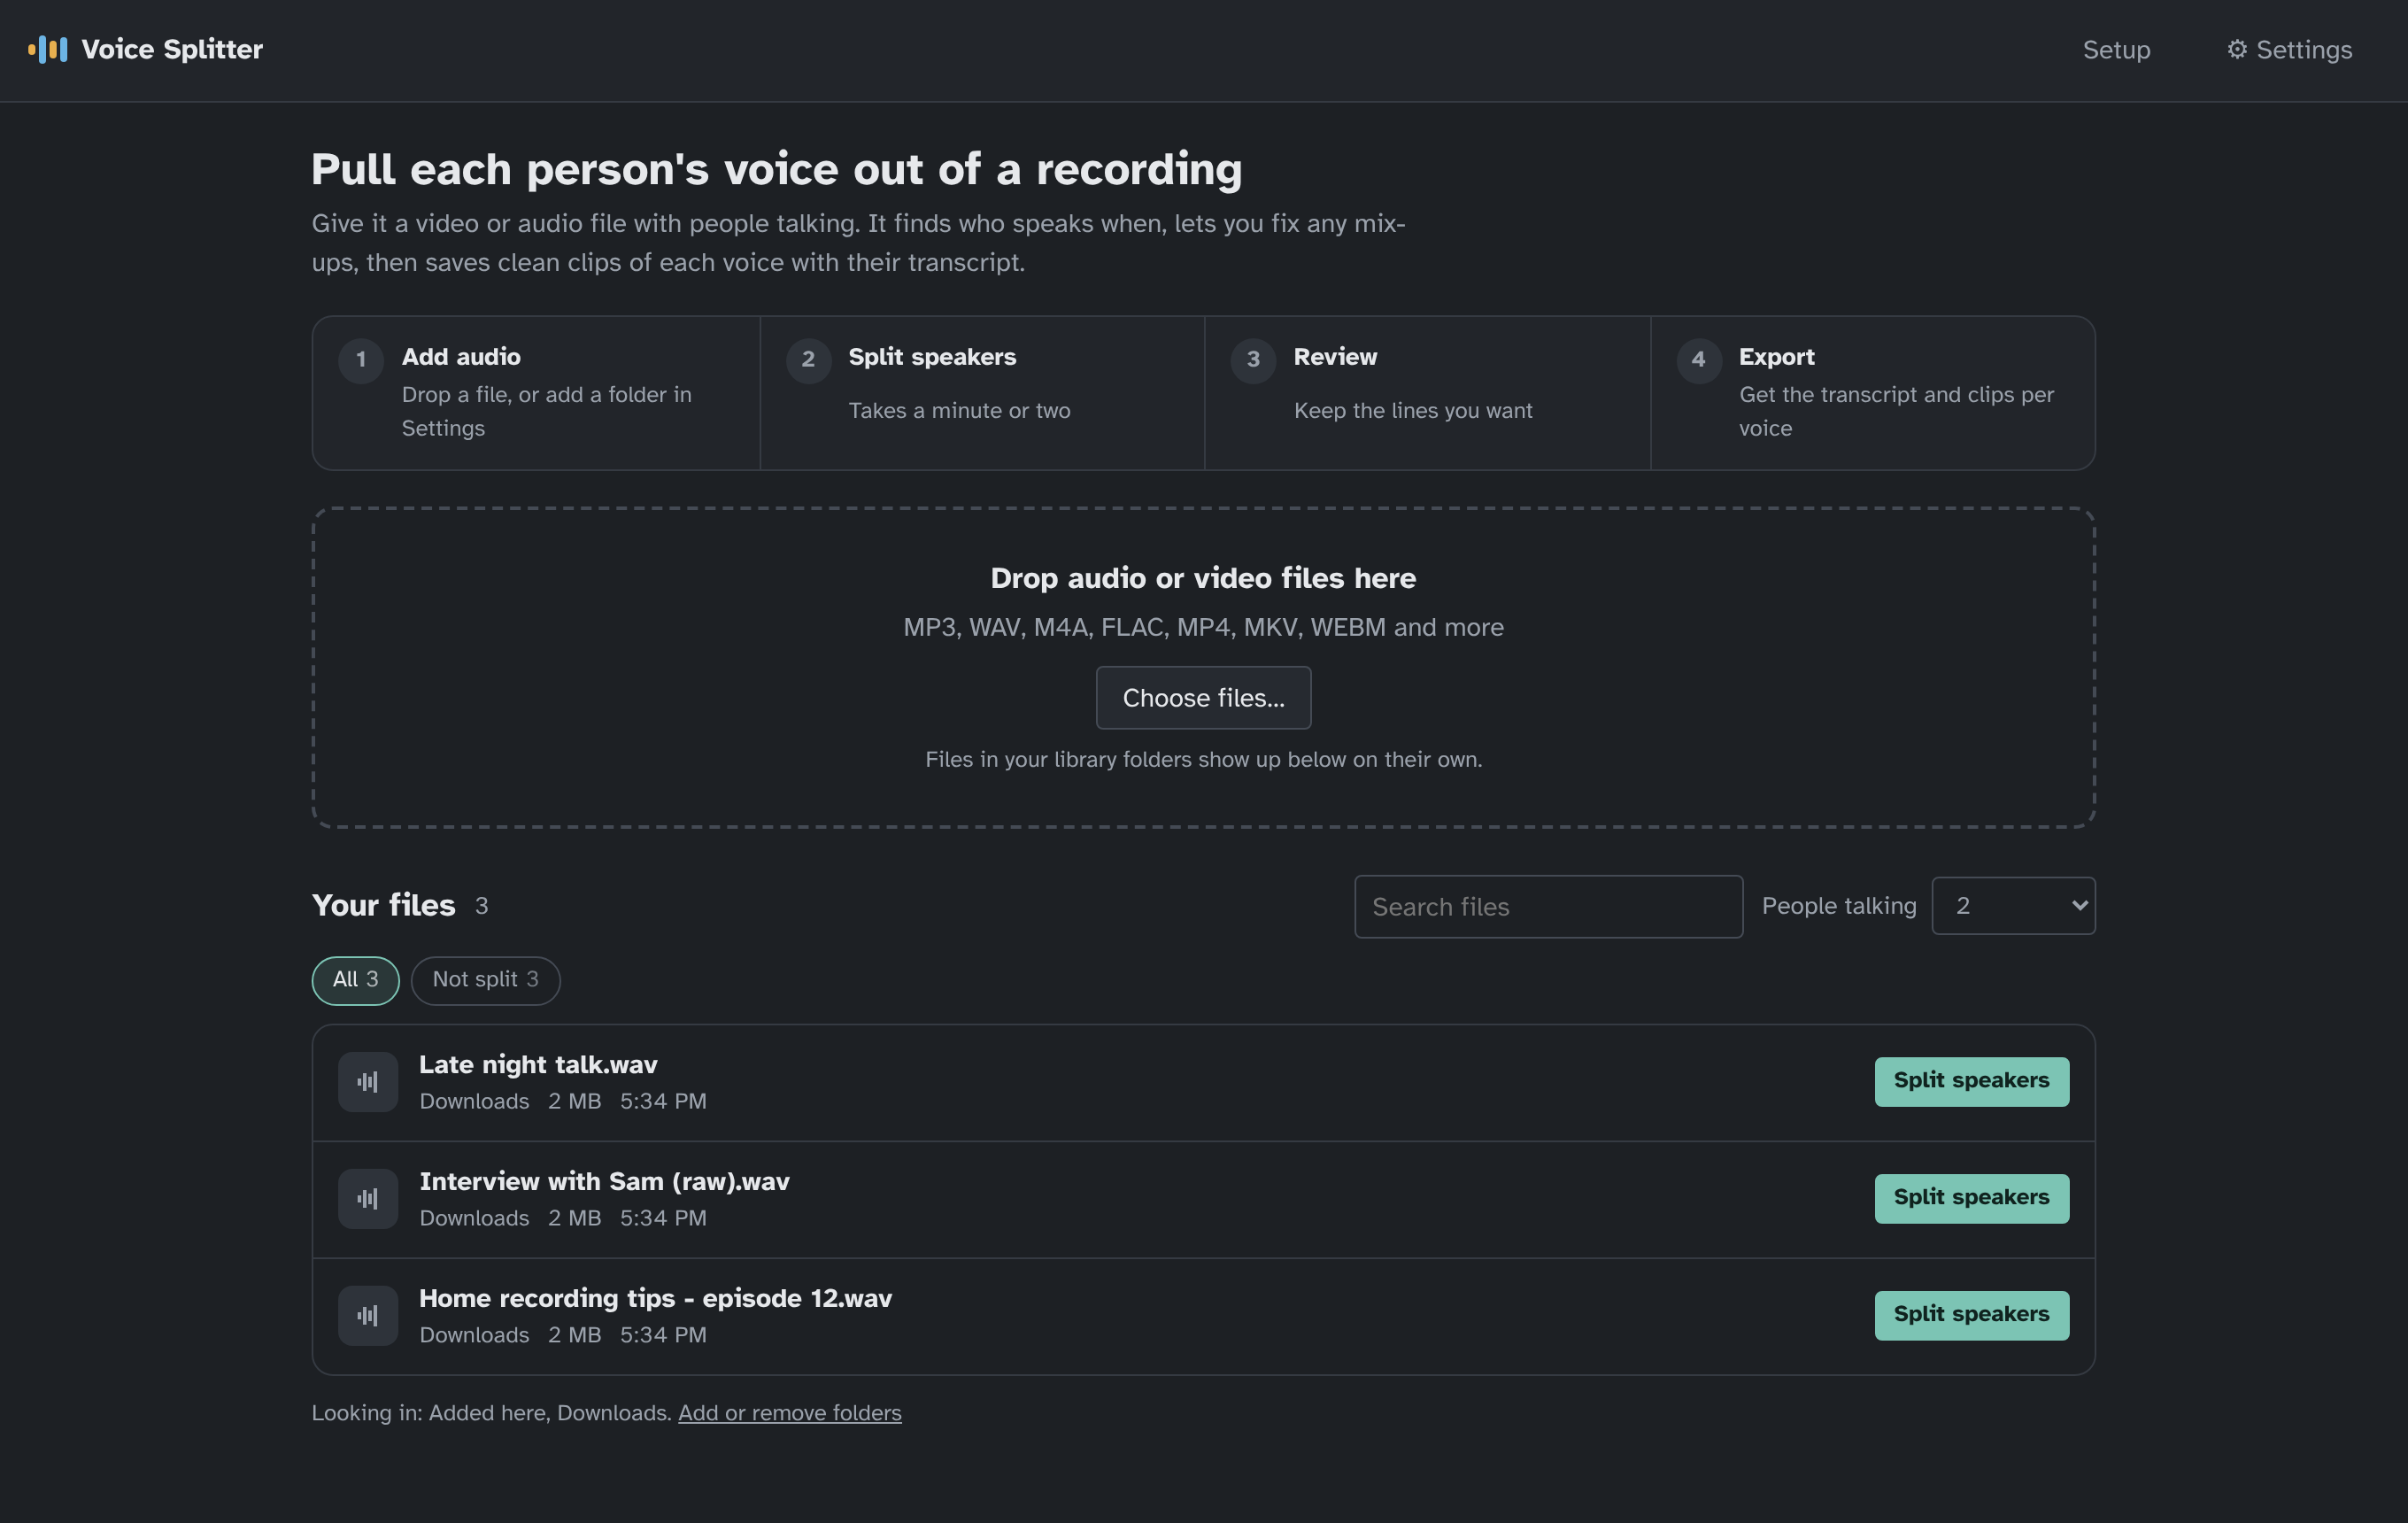 Voice Splitter
Setup
⚙ Settings
Pull each person's voice out of a recording
Give it a video or audio file with people talking. It finds who speaks when, lets you fix any mix-
ups, then saves clean clips of each voice with their transcript.
1
Add audio
Drop a file, or add a folder in
Settings
2
Split speakers
Takes a minute or two
3
Review
Keep the lines you want
4
Export
Get the transcript and clips per
voice
Drop audio or video files here
MP3, WAV, M4A, FLAC, MP4, MKV, WEBM and more
Choose files...
Files in your library folders show up below on their own.
Your files 3
Search files
People talking
2
All 3
Not split 3
Late night talk.wav
Downloads 2 MB 5:34 PM
Split speakers
Interview with Sam (raw).wav
Downloads 2 MB 5:34 PM
Split speakers
Home recording tips - episode 12.wav
Downloads 2 MB 5:34 PM
Split speakers
Looking in: Added here, Downloads. Add or remove folders